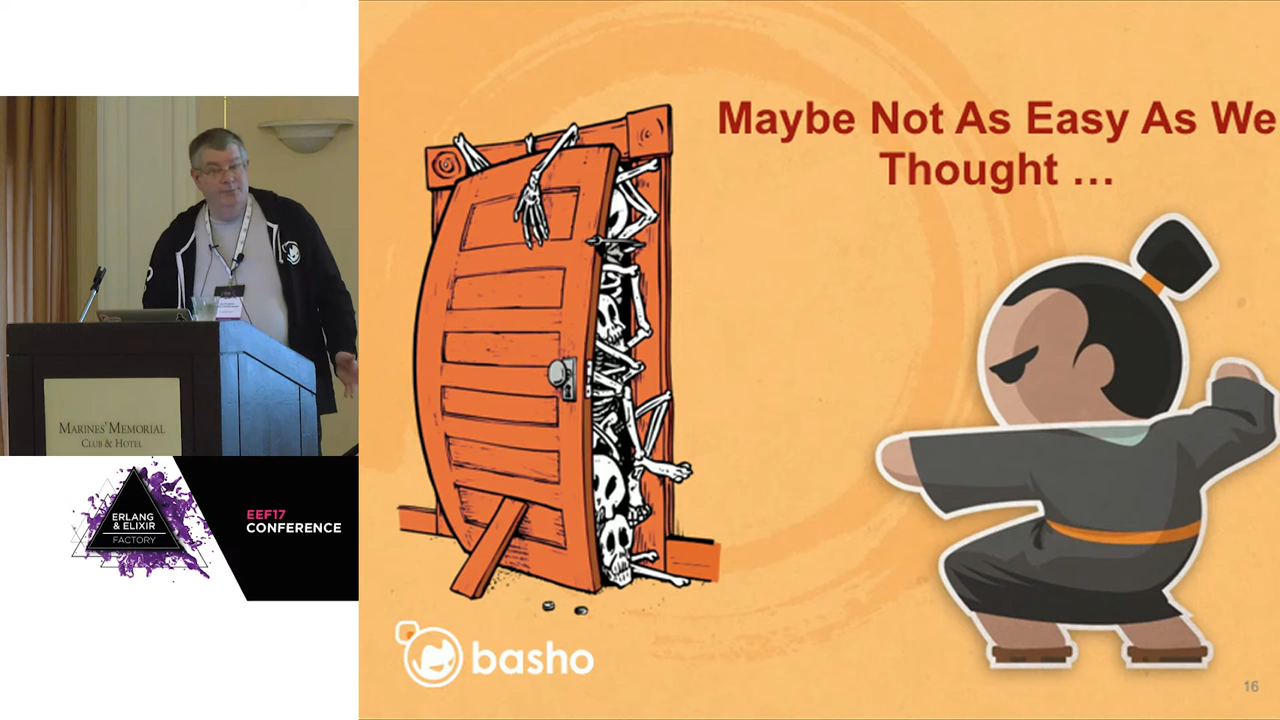 Maybe Not As Easy As We
Thought …
MARINES' MEMORIAL
CLUB & HOTEL
ERLANG
& ELIXIR
FACTORY
EEF17
CONFERENCE
basho
16